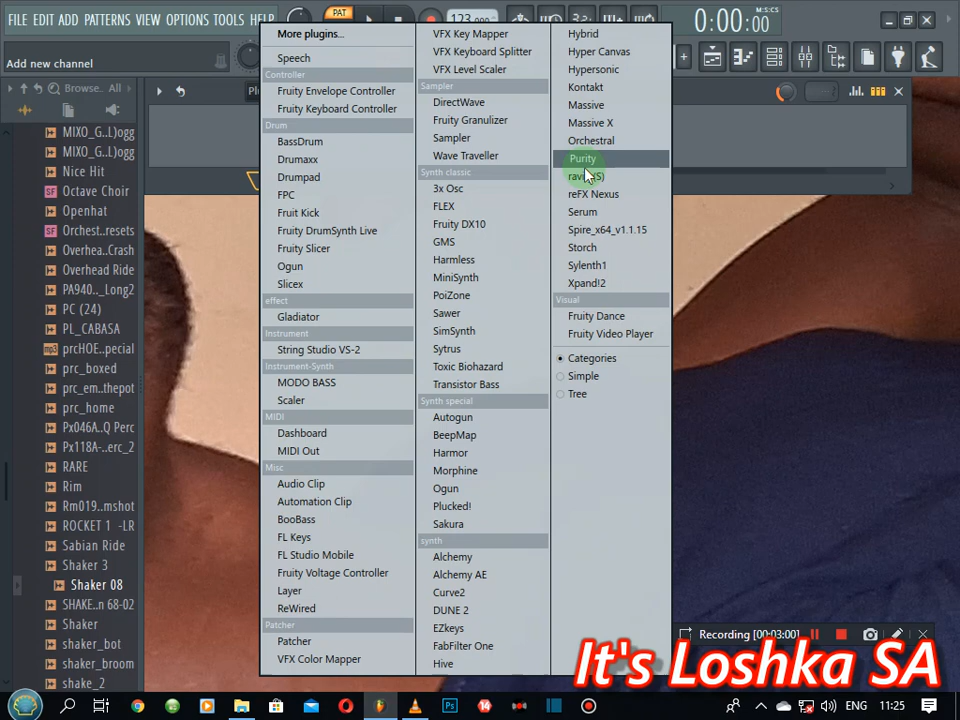 FILE EDIT ADD PATTERNS VIEW OPTIONS TOOLS HELP
PAT
123.000
0:00:00
M:S:CS
Add new channel
Browse.. All
MIXO_G..L)ogg
MIXO_G..L)ogg
Nice Hit
Octave Choir
Openhat
Orchest..resets
Overhea..Crash
Overhead Ride
PA940.._Long2
PC (24)
PL_CABASA
prcHOE..pecial
prc_boxed
prc_em..thepot
prc_home
Px046A..Q Perc
Px118A-..erc_2
RARE
Rim
Rm019..mshot
ROCKET 1 -LR
Sabian Ride
Shaker 3
Shaker 08
SHAKE..n 68-02
Shaker
shaker_bot
shaker_broom
shake_2
More plugins...
Speech
Controller
Fruity Envelope Controller
Fruity Keyboard Controller
Drum
BassDrum
Drumaxx
Drumpad
FPC
Fruit Kick
Fruity DrumSynth Live
Fruity Slicer
Ogun
Slicex
effect
Gladiator
Instrument
String Studio VS-2
Instrument-Synth
MODO BASS
Scaler
MIDI
Dashboard
MIDI Out
Misc
Audio Clip
Automation Clip
BooBass
FL Keys
FL Studio Mobile
Fruity Voltage Controller
Layer
ReWired
Patcher
Patcher
VFX Color Mapper
VFX Key Mapper
VFX Keyboard Splitter
VFX Level Scaler
Sampler
DirectWave
Fruity Granulizer
Sampler
Wave Traveller
Synth classic
3x Osc
FLEX
Fruity DX10
GMS
Harmless
MiniSynth
PoiZone
Sawer
SimSynth
Sytrus
Toxic Biohazard
Transistor Bass
Synth special
Autogun
BeepMap
Harmor
Morphine
Ogun
Plucked!
Sakura
synth
Alchemy
Alchemy AE
Curve2
DUNE 2
EZkeys
FabFilter One
Hive
Hybrid
Hyper Canvas
Hypersonic
Kontakt
Massive
Massive X
Orchestral
Purity
reFX Nexus
Serum
Spire_x64_v1.1.15
Storch
Sylenth1
Xpand!2
Visual
Fruity Dance
Fruity Video Player
Categories
Simple
Tree
Recording [00:03:00]
It's Loshka SA
ENG
11:25